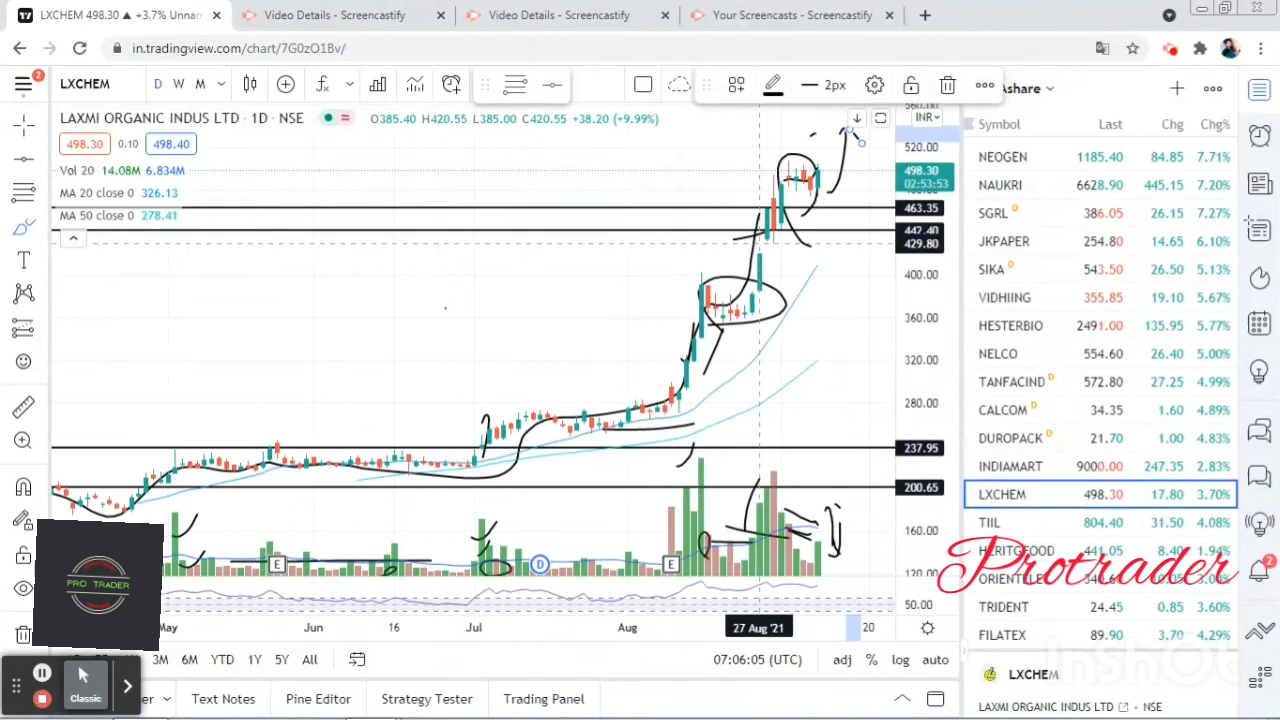 LXCHEM 498.30 ▲ +3.7% Unnam
Video Details - Screencastify
Video Details - Screencastify
Your Screencasts - Screencastify
in.tradingview.com/chart/7G0zO1Bv/
2
LXCHEM
D W M
2px
Ashare
LAXMI ORGANIC INDUS LTD · 1D · NSE
O385.40 H420.55 L385.00 C420.55 +38.20 (+9.99%)
INR
498.30 0.10 498.40
Vol 20 14.08M 6.834M
MA 20 close 0 326.13
MA 50 close 0 278.41
560.00
520.00
498.30
02:53:53
463.35
442.40
429.80
400.00
360.00
320.00
280.00
237.95
200.65
160.00
120.00
50.00
E
D
E
May Jun 16 Jul Aug 27 Aug '21 20
3M 6M YTD 1Y 5Y All
07:06:05 (UTC) adj % log auto
Text Notes Pine Editor Strategy Tester Trading Panel
Classic
PRO TRADER
Symbol Last Chg Chg%
NEOGEN 1185.40 84.85 7.71%
NAUKRI 6628.90 445.15 7.20%
SGRL D 386.05 26.15 7.27%
JKPAPER 254.80 14.65 6.10%
SIKA D 543.50 26.50 5.13%
VIDHIING 355.85 19.10 5.67%
HESTERBIO 2491.00 135.95 5.77%
NELCO 554.60 26.40 5.00%
TANFACIND D 572.80 27.25 4.99%
CALCOM D 34.35 1.60 4.89%
DUROPACK D 21.70 1.00 4.83%
INDIAMART 9000.00 247.35 2.83%
LXCHEM 498.30 17.80 3.70%
TIIL 804.40 31.50 4.08%
HERITGFOOD 441.05 8.40 1.94%
Protrader
TRIDENT 24.45 0.85 3.60%
FILATEX 89.90 3.70 4.29%
InShOt
LXCHEM
LAXMI ORGANIC INDUS LTD · NSE
2